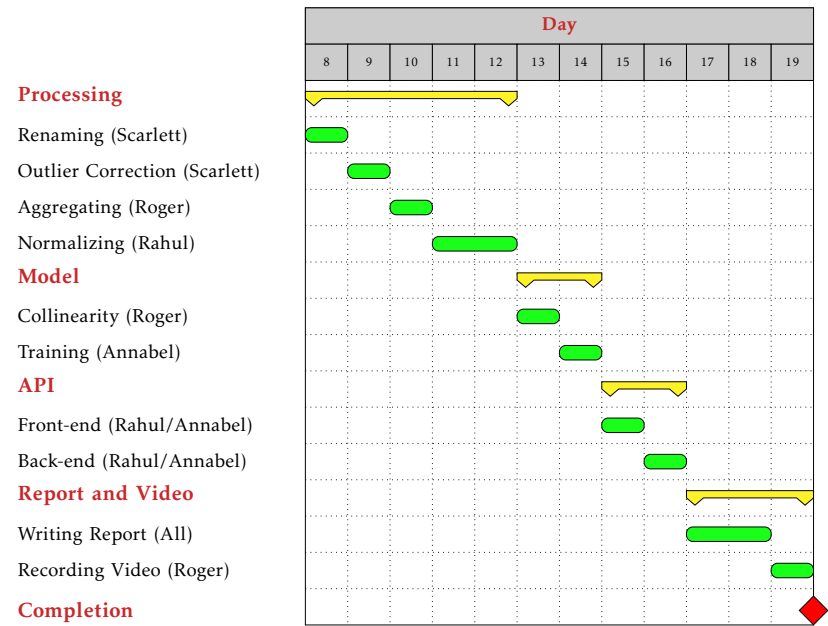 Day
8 9 10 11 12 13 14 15 16 17 18 19
Processing
Renaming (Scarlett)
Outlier Correction (Scarlett)
Aggregating (Roger)
Normalizing (Rahul)
Model
Collinearity (Roger)
Training (Annabel)
API
Front-end (Rahul/Annabel)
Back-end (Rahul/Annabel)
Report and Video
Writing Report (All)
Recording Video (Roger)
Completion